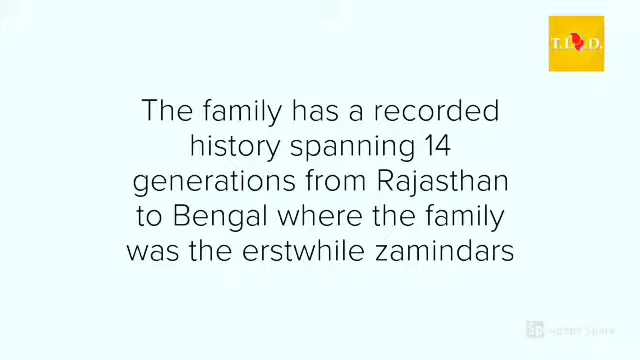 The family has a recorded
history spanning 14
generations from Rajasthan
to Bengal where the family
was the erstwhile zamindars
Sp